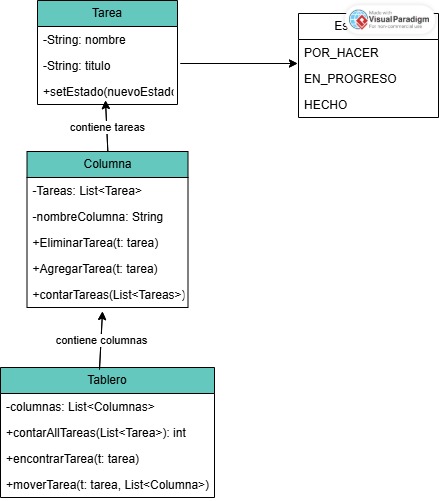 Tarea
-String: nombre
-String: titulo
+setEstado(nuevoEstado
Made with
Visual Paradigm
For non-commercial use
POR_HACER
EN_PROGRESO
HECHO
contiene tareas
Columna
-Tareas: List<Tarea>
-nombreColumna: String
+EliminarTarea(t: tarea)
+AgregarTarea(t: tarea)
+contarTareas(List<Tareas>)
contiene columnas
Tablero
-columnas: List<Columnas>
+contarAllTareas(List<Tarea>): int
+encontrarTarea(t: tarea)
+moverTarea(t: tarea, List<Columna>)